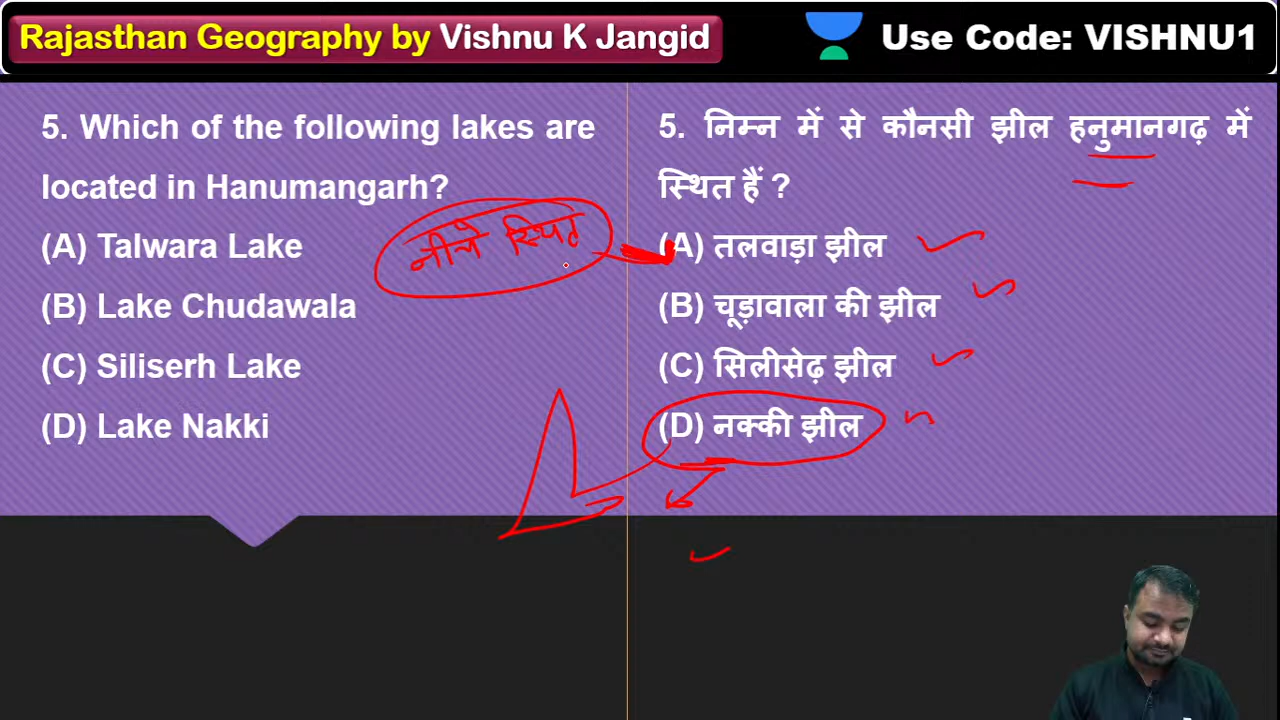 Rajasthan Geography by Vishnu K Jangid
Use Code: VISHNU1
5. Which of the following lakes are
located in Hanumangarh?
(A) Talwara Lake
(B) Lake Chudawala
(C) Siliserh Lake
(D) Lake Nakki
नीचे स्थित
5. निम्न में से कौनसी झील हनुमानगढ़ में
स्थित हैं ?
(A) तलवाड़ा झील
(B) चूड़ावाला की झील
(C) सिलीसेढ़ झील
(D) नक्की झील